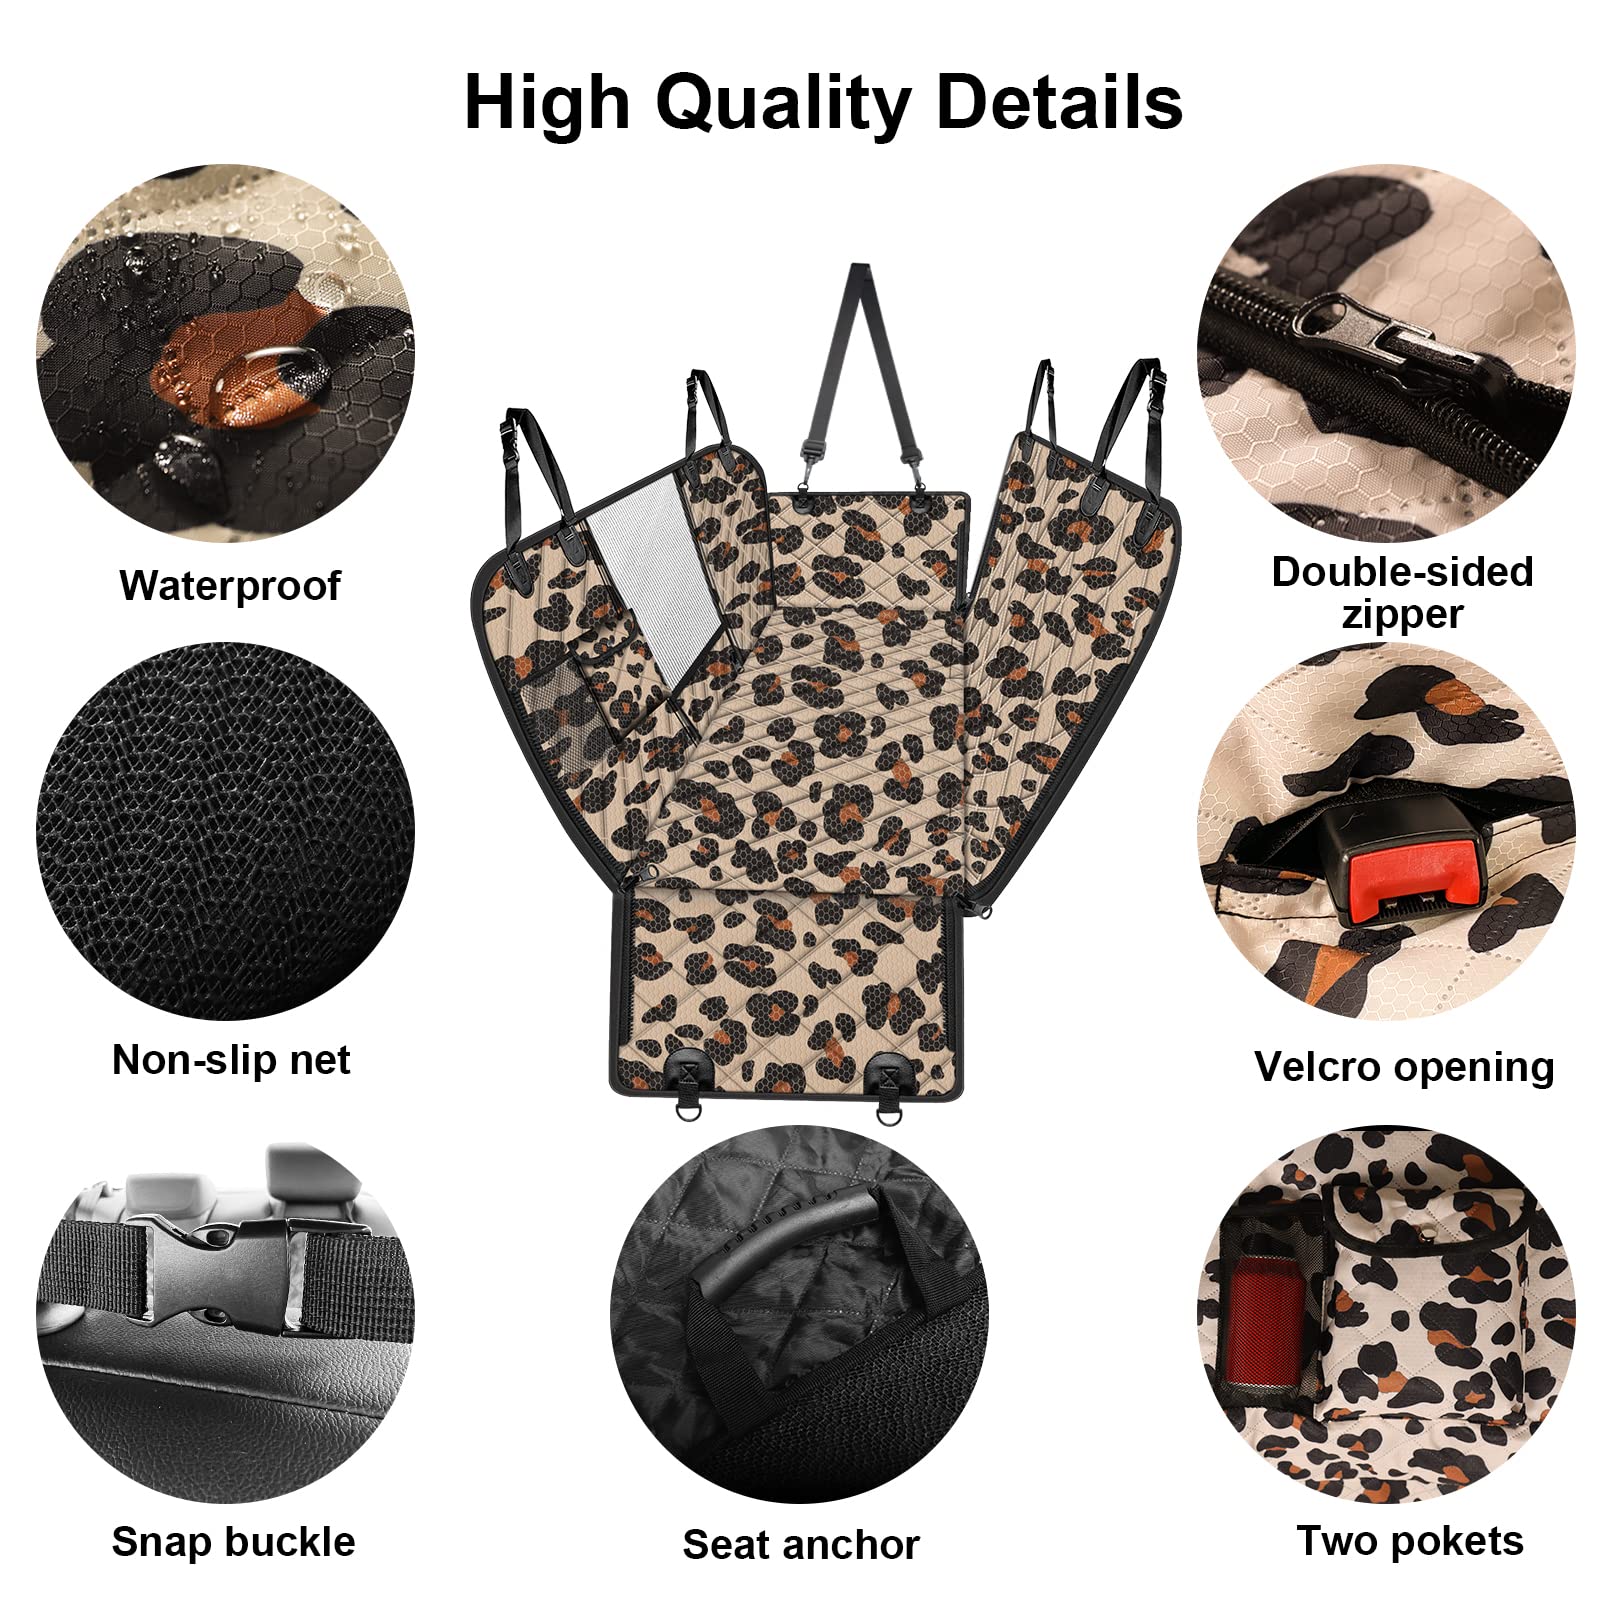 High Quality Details
Waterproof
Double-sided
zipper
Non-slip net
Velcro opening
Snap buckle
Seat anchor
Two pokets